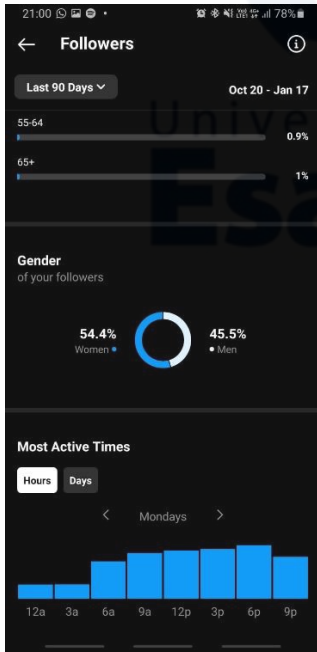 21:00
78%
Followers
Last 90 Days
Oct 20 - Jan 17
55-64
0.9%
65+
1%
Gender
of your followers
54.4%
Women
45.5%
Men
Most Active Times
Hours Days
Mondays
12a 3a 6a 9a 12p 3p 6p 9p